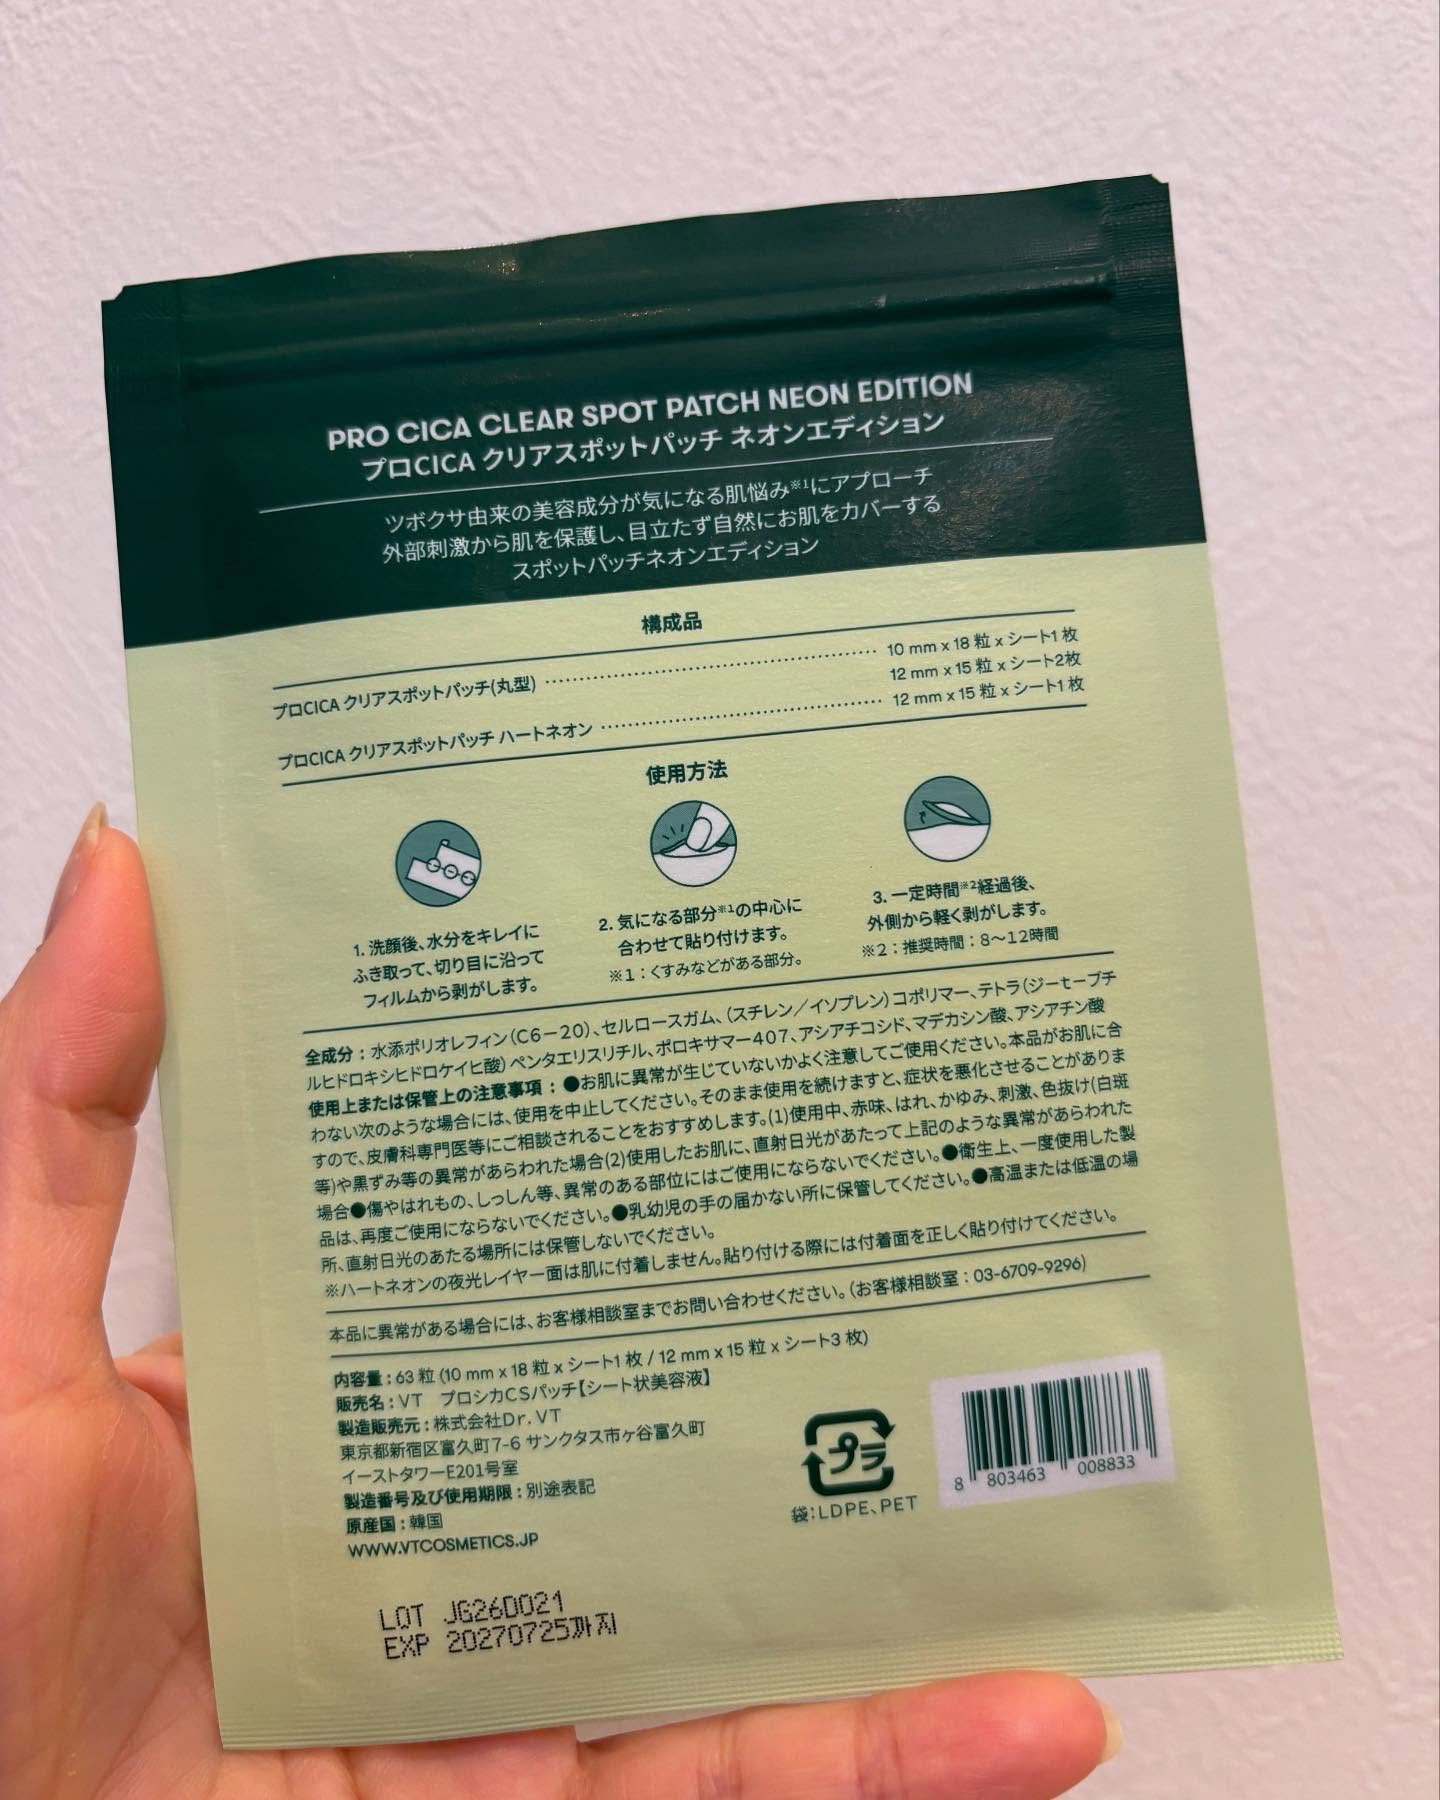 PRO CICA CLEAR SPOT PATCH NEON EDITION
プロCICA クリアスポットパッチ ネオンエディション
ツボクサ由来の美容成分が気になる肌悩み※1にアプローチ
外部刺激から肌を保護し、目立たず自然にお肌をカバーする
スポットパッチネオンエディション
構成品
プロCICA クリアスポットパッチ(丸型) 10 mm x 18 粒 x シート1 枚
12 mm x 15 粒 x シート2枚
プロCICA クリアスポットパッチ ハートネオン 12 mm x 15 粒 x シート1 枚
使用方法
1. 洗顔後、水分をキレイに
ふき取って、切り目に沿って
フィルムから剥がします。
2. 気になる部分※1の中心に
合わせて貼り付けます。
※1：くすみなどがある部分。
3. 一定時間※2経過後、
外側から軽く剥がします。
※2：推奨時間：8～12時間
全成分：水添ポリオレフィン（C6－20）、セルロースガム、（スチレン／イソプレン）コポリマー、テトラ（ジ－t－ブチ
ルヒドロキシヒドロケイヒ酸）ペンタエリスリチル、ポロキサマー407、アシアチコシド、マデカシン酸、アシアチン酸
使用上または保管上の注意事項：●お肌に異常が生じていないかよく注意してご使用ください。本品がお肌に合
わない次のような場合には、使用を中止してください。そのまま使用を続けますと、症状を悪化させることがありま
すので、皮膚科専門医等にご相談されることをおすすめします。(1)使用中、赤味、はれ、かゆみ、刺激、色抜け(白斑
等)や黒ずみ等の異常があらわれた場合(2)使用したお肌に、直射日光があたって上記のような異常があらわれた
場合●傷やはれもの、しっしん等、異常のある部位にはご使用にならないでください。●衛生上、一度使用した製
品は、再度ご使用にならないでください。●乳幼児の手の届かない所に保管してください。●高温または低温の場
所、直射日光のあたる場所には保管しないでください。
※ハートネオンの夜光レイヤー面は肌に付着しません。貼り付ける際には付着面を正しく貼り付けてください。
本品に異常がある場合には、お客様相談室までお問い合わせください。（お客様相談室：03-6709-9296）
内容量：63 粒 (10 mm x 18 粒 x シート1 枚 / 12 mm x 15 粒 x シート3 枚)
販売名：VT　プロシカCSパッチ【シート状美容液】
製造販売元：株式会社Dr. VT
東京都新宿区富久町7-6 サンクタス市ヶ谷富久町
イーストタワーE201号室
製造番号及び使用期限：別途表記
原産国：韓国
WWW.VTCOSMETICS.JP
プラ
袋：LDPE、PET
8 803463 008833
LOT JG26D021
EXP 20270725까지